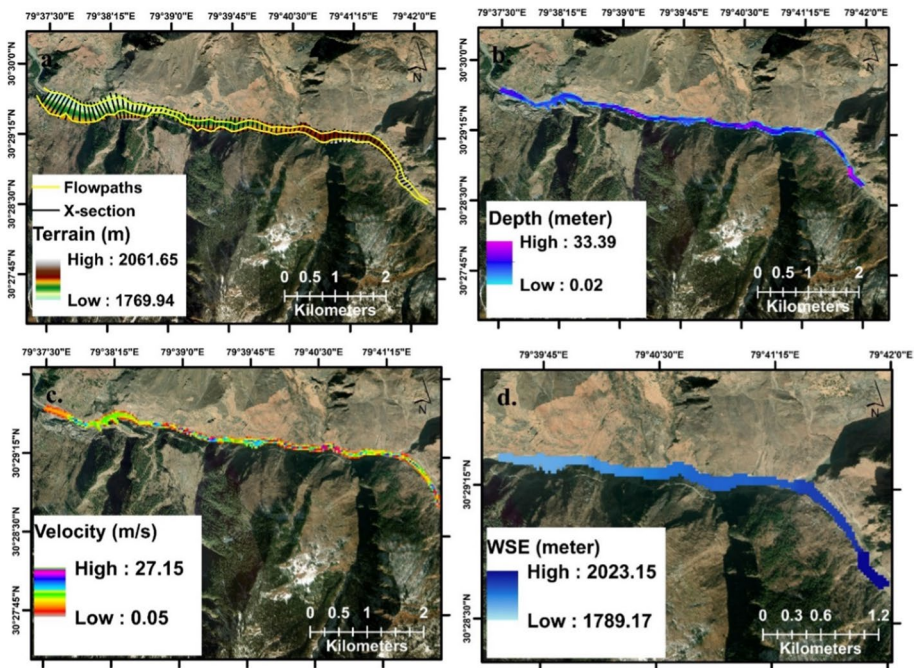 79°37'30"E 79°38'15"E 79°39'0"E 79°39'45"E 79°40'30"E 79°41'15"E 79°42'0"E
30°30'0"N
30°29'15"N
30°28'30"N
30°27'45"N
a.
N
Flowpaths
X-section
Terrain (m)
High : 2061.65
Low : 1769.94
0 0.5 1 2
Kilometers
79°37'30"E 79°38'15"E 79°39'0"E 79°39'45"E 79°40'30"E 79°41'15"E 79°42'0"E
30°30'0"N
30°29'15"N
30°28'30"N
30°27'45"N
b.
N
Depth (meter)
High : 33.39
Low : 0.02
0 0.5 1 2
Kilometers
79°37'30"E 79°38'15"E 79°39'0"E 79°39'45"E 79°40'30"E 79°41'15"E
30°29'15"N
30°28'30"N
30°27'45"N
c.
N
Velocity (m/s)
High : 27.15
Low : 0.05
0 0.5 1 2
Kilometers
79°39'45"E 79°40'30"E 79°41'15"E 79°42'0"E
30°29'15"N
30°28'30"N
d.
N
WSE (meter)
High : 2023.15
Low : 1789.17
0 0.3 0.6 1.2
Kilometers